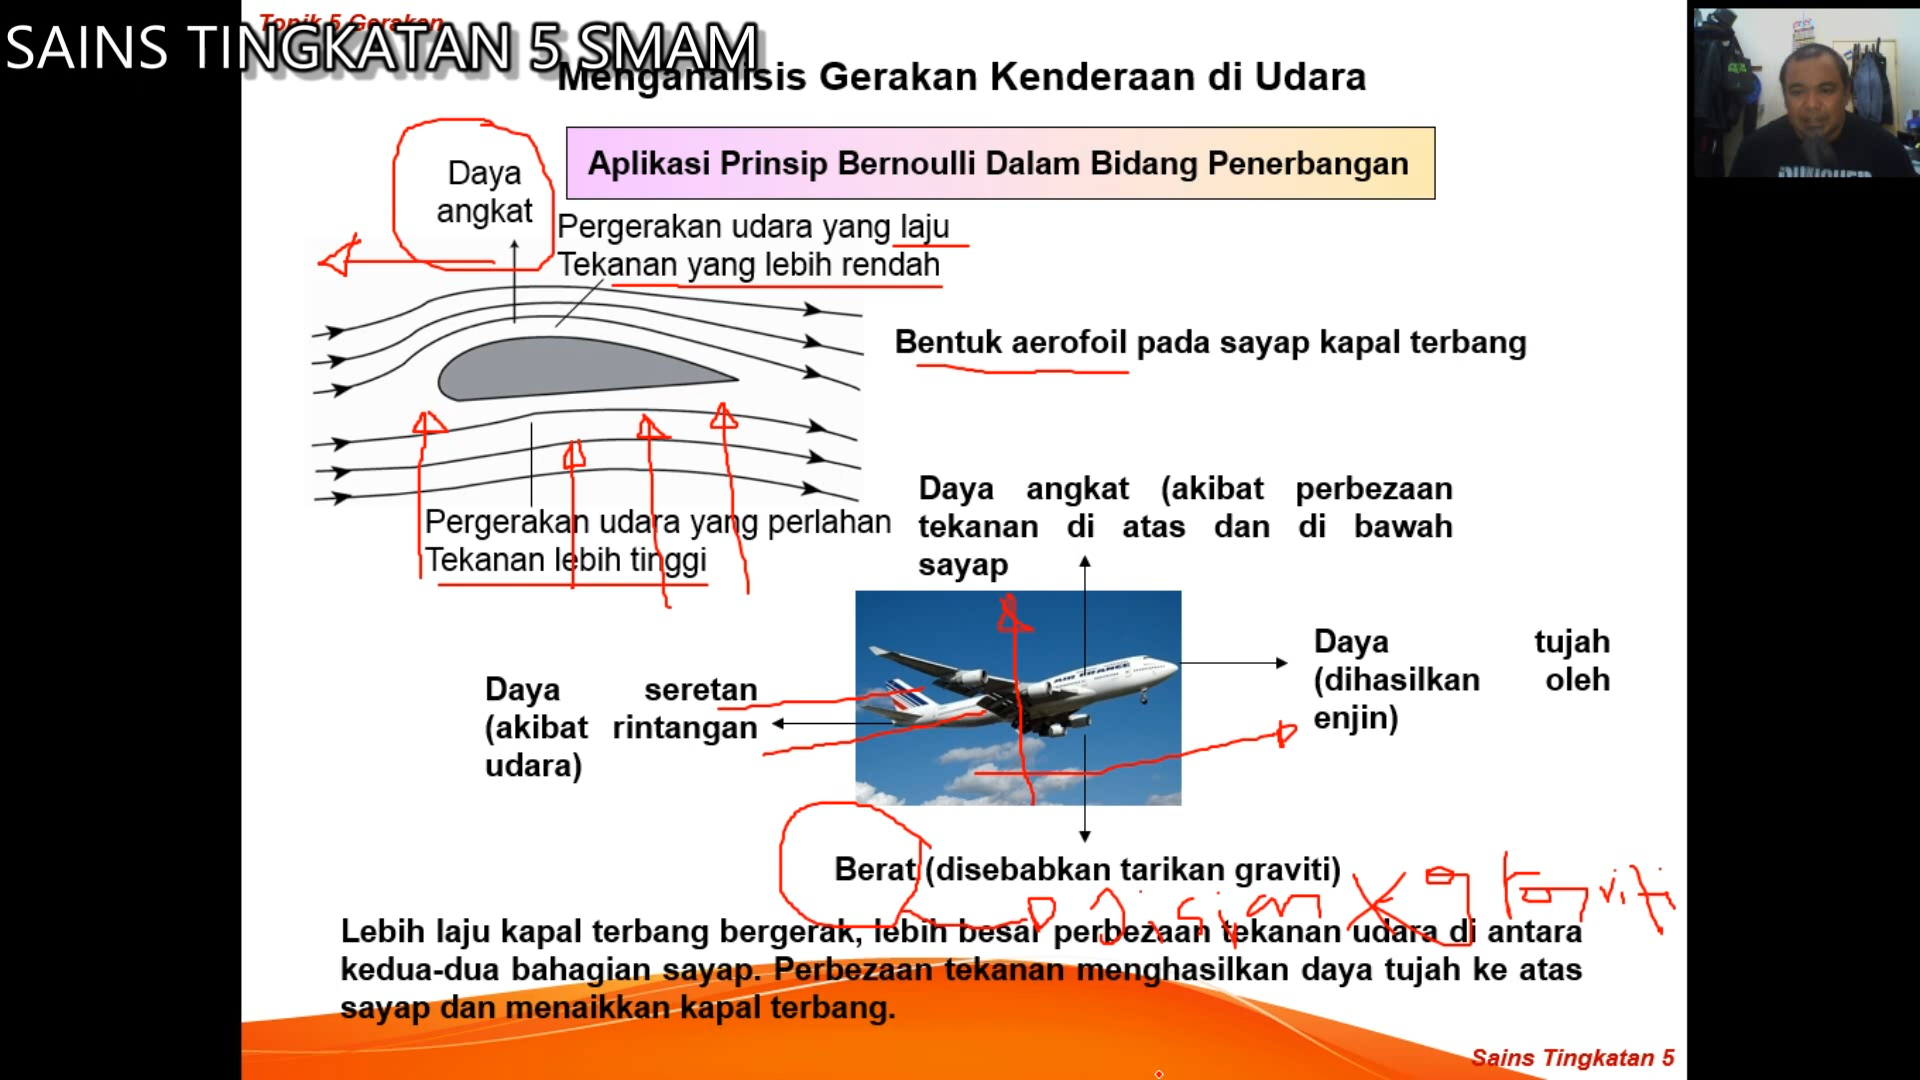 Topik 5 Gerakan
SAINS TINGKATAN 5 SMAM
Menganalisis Gerakan Kenderaan di Udara
Aplikasi Prinsip Bernoulli Dalam Bidang Penerbangan
Daya
angkat
Pergerakan udara yang laju
Tekanan yang lebih rendah
Bentuk aerofoil pada sayap kapal terbang
Pergerakan udara yang perlahan
Tekanan lebih tinggi
Daya angkat (akibat perbezaan
tekanan di atas dan di bawah
sayap
Daya seretan
(akibat rintangan
udara)
AIR FRANCE
Daya tujah
(dihasilkan oleh
enjin)
Berat (disebabkan tarikan graviti)
Lebih laju kapal terbang bergerak, lebih besar perbezaan tekanan udara di antara
kedua-dua bahagian sayap. Perbezaan tekanan menghasilkan daya tujah ke atas
sayap dan menaikkan kapal terbang.
Sains Tingkatan 5